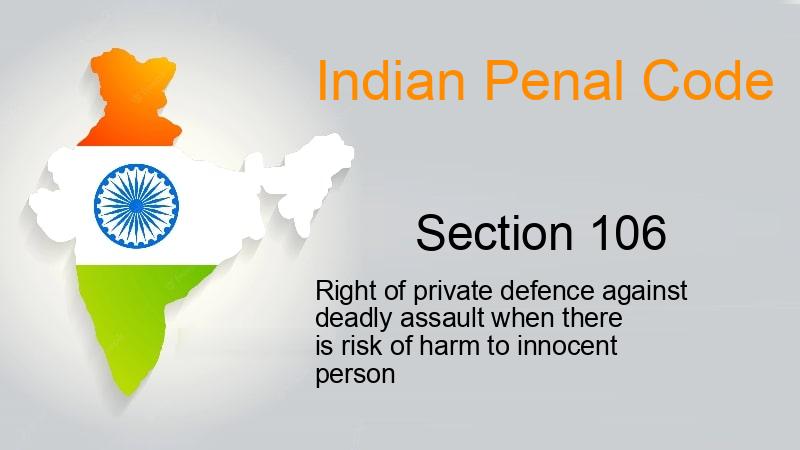 Indian Penal Code
Section 106
Right of private defence against
deadly assault when there
is risk of harm to innocent
person